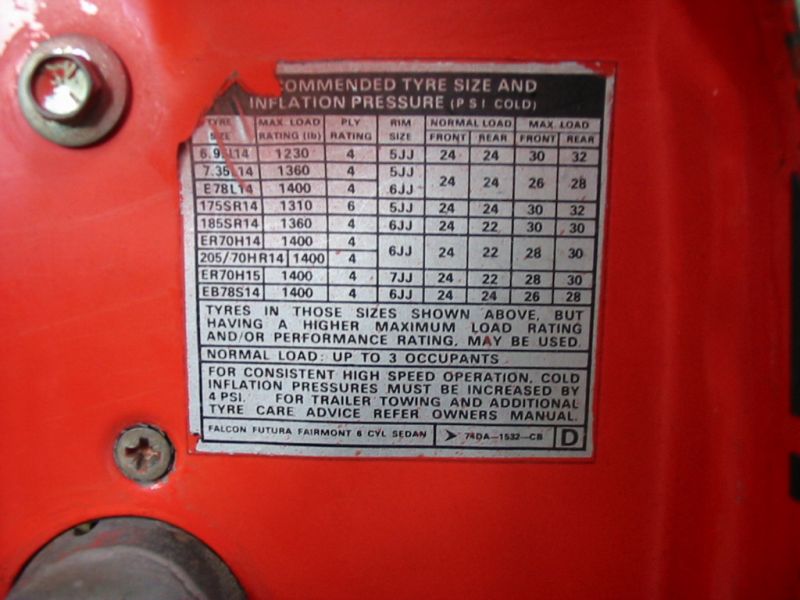 COMMENDED TYRE SIZE AND
INFLATION PRESSURE (PSI COLD)
TYRE SIZE MAX. LOAD RATING (lb) PLY RATING RIM SIZE NORMAL LOAD FRONT REAR MAX. LOAD FRONT REAR
6.95L14 1230 4 5JJ 24 24 30 32
7.35L14 1360 4 5JJ 24 24 26 28
E78L14 1400 4 6JJ
175SR14 1310 6 5JJ 24 24 30 32
185SR14 1360 4 6JJ 24 22 30 30
ER70H14 1400 4 6JJ 24 22 28 30
205/70HR14 1400 4
ER70H15 1400 4 7JJ 24 22 28 30
EB78S14 1400 4 6JJ 24 24 26 28
TYRES IN THOSE SIZES SHOWN ABOVE, BUT
HAVING A HIGHER MAXIMUM LOAD RATING
AND/OR PERFORMANCE RATING, MAY BE USED.
NORMAL LOAD: UP TO 3 OCCUPANTS
FOR CONSISTENT HIGH SPEED OPERATION, COLD
INFLATION PRESSURES MUST BE INCREASED BY
4 PSI. FOR TRAILER TOWING AND ADDITIONAL
TYRE CARE ADVICE REFER OWNERS MANUAL.
FALCON FUTURA FAIRMONT 6 CYL SEDAN 74DA-1532-CB D